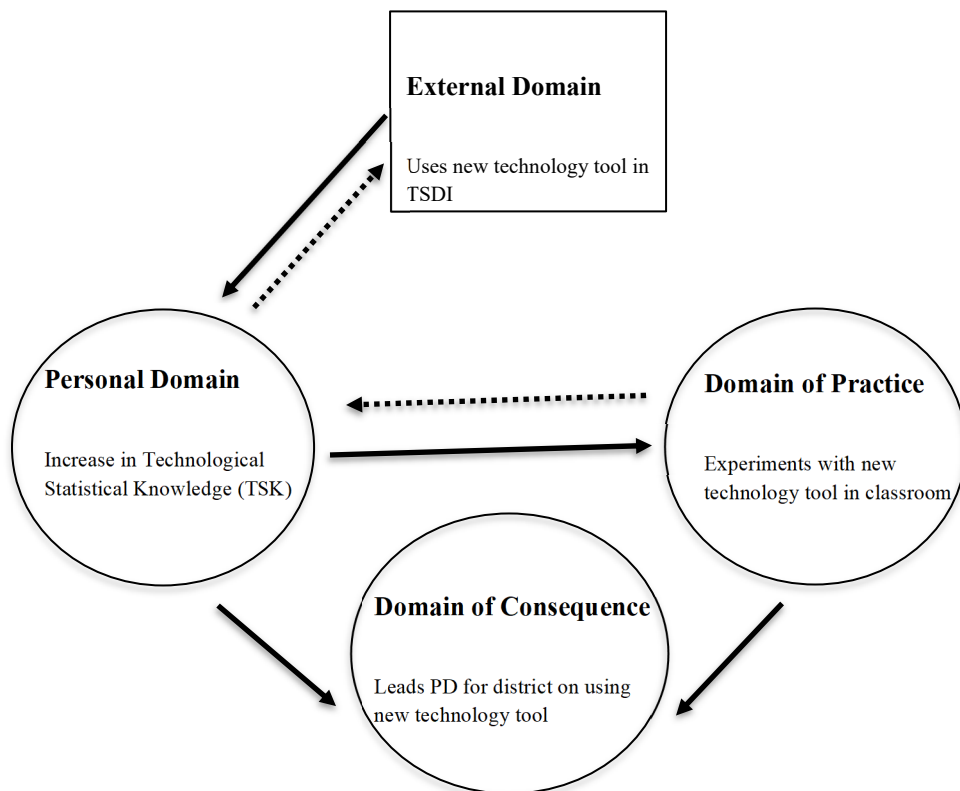 External Domain
Uses new technology tool in
TSDI
Personal Domain
Increase in Technological
Statistical Knowledge (TSK)
Domain of Practice
Experiments with new
technology tool in classroom
Domain of Consequence
Leads PD for district on using
new technology tool